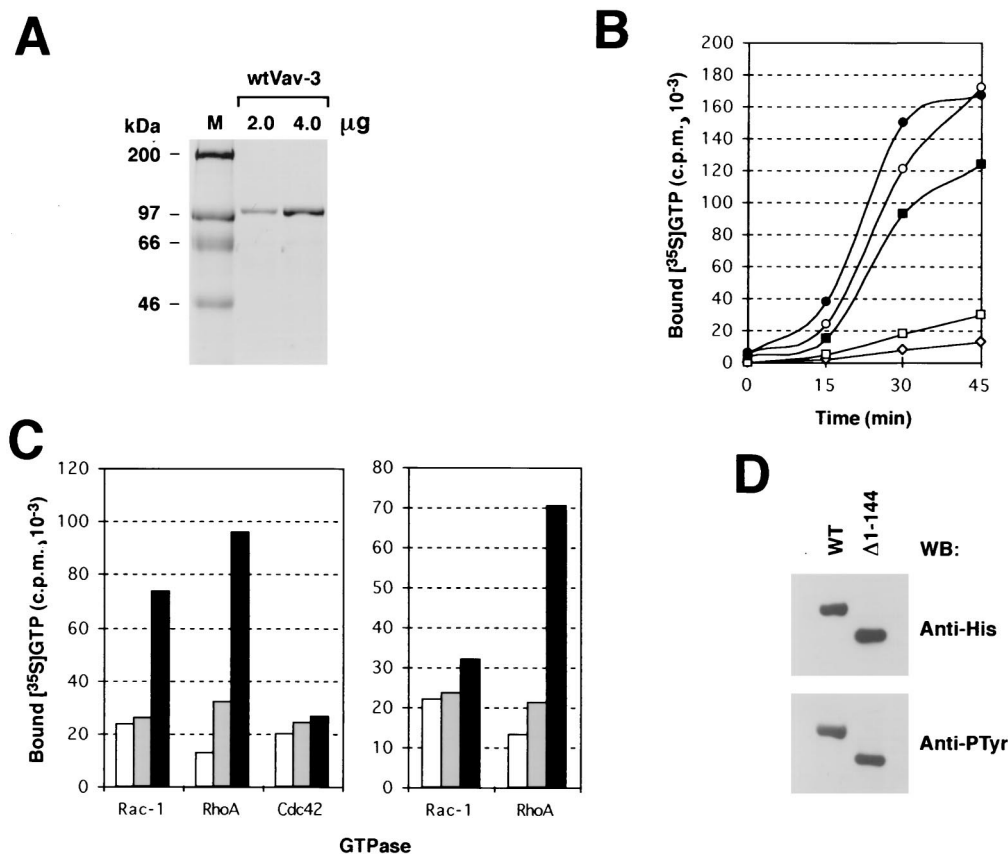 A
wtVav-3
kDa M 2.0 4.0 μg
200
97
66
46
B
Bound [³⁵S]GTP (c.p.m., 10⁻³)
200
180
160
140
120
100
80
60
40
20
0
0 15 30 45
Time (min)
C
Bound [³⁵S]GTP (c.p.m., 10⁻³)
120
100
80
60
40
20
0
Rac-1 RhoA Cdc42
80
70
60
50
40
30
20
10
0
Rac-1 RhoA
GTPase
D
WT
Δ1-144
WB:
Anti-His
Anti-PTyr